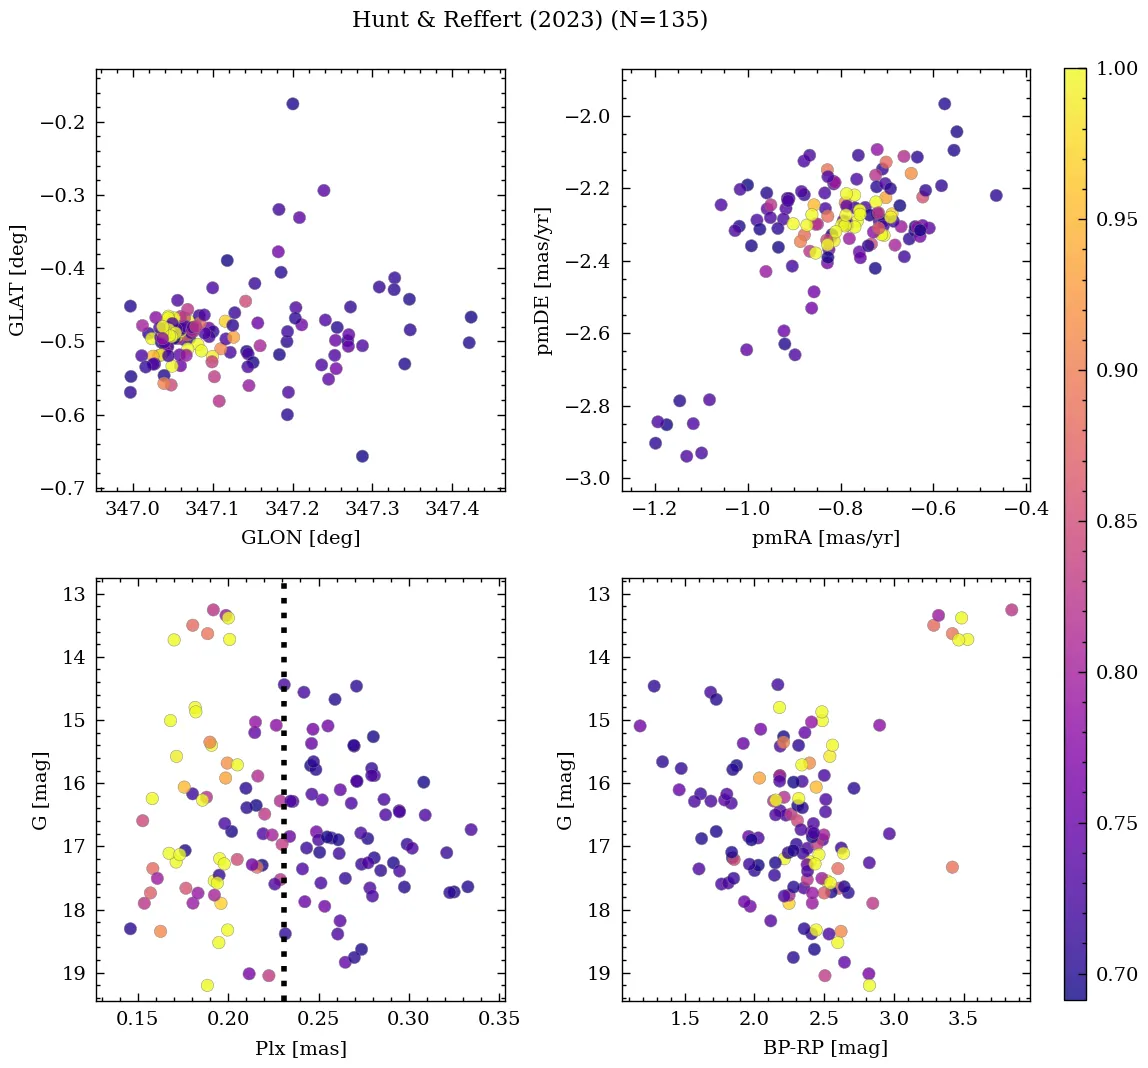 Hunt & Reffert (2023) (N=135)
GLAT [deg]
−0.2
−0.3
−0.4
−0.5
−0.6
−0.7
347.0 347.1 347.2 347.3 347.4
GLON [deg]
pmDE [mas/yr]
−2.0
−2.2
−2.4
−2.6
−2.8
−3.0
−1.2 −1.0 −0.8 −0.6 −0.4
pmRA [mas/yr]
G [mag]
13
14
15
16
17
18
19
0.15 0.20 0.25 0.30 0.35
Plx [mas]
G [mag]
13
14
15
16
17
18
19
1.5 2.0 2.5 3.0 3.5
BP-RP [mag]
1.00
0.95
0.90
0.85
0.80
0.75
0.70